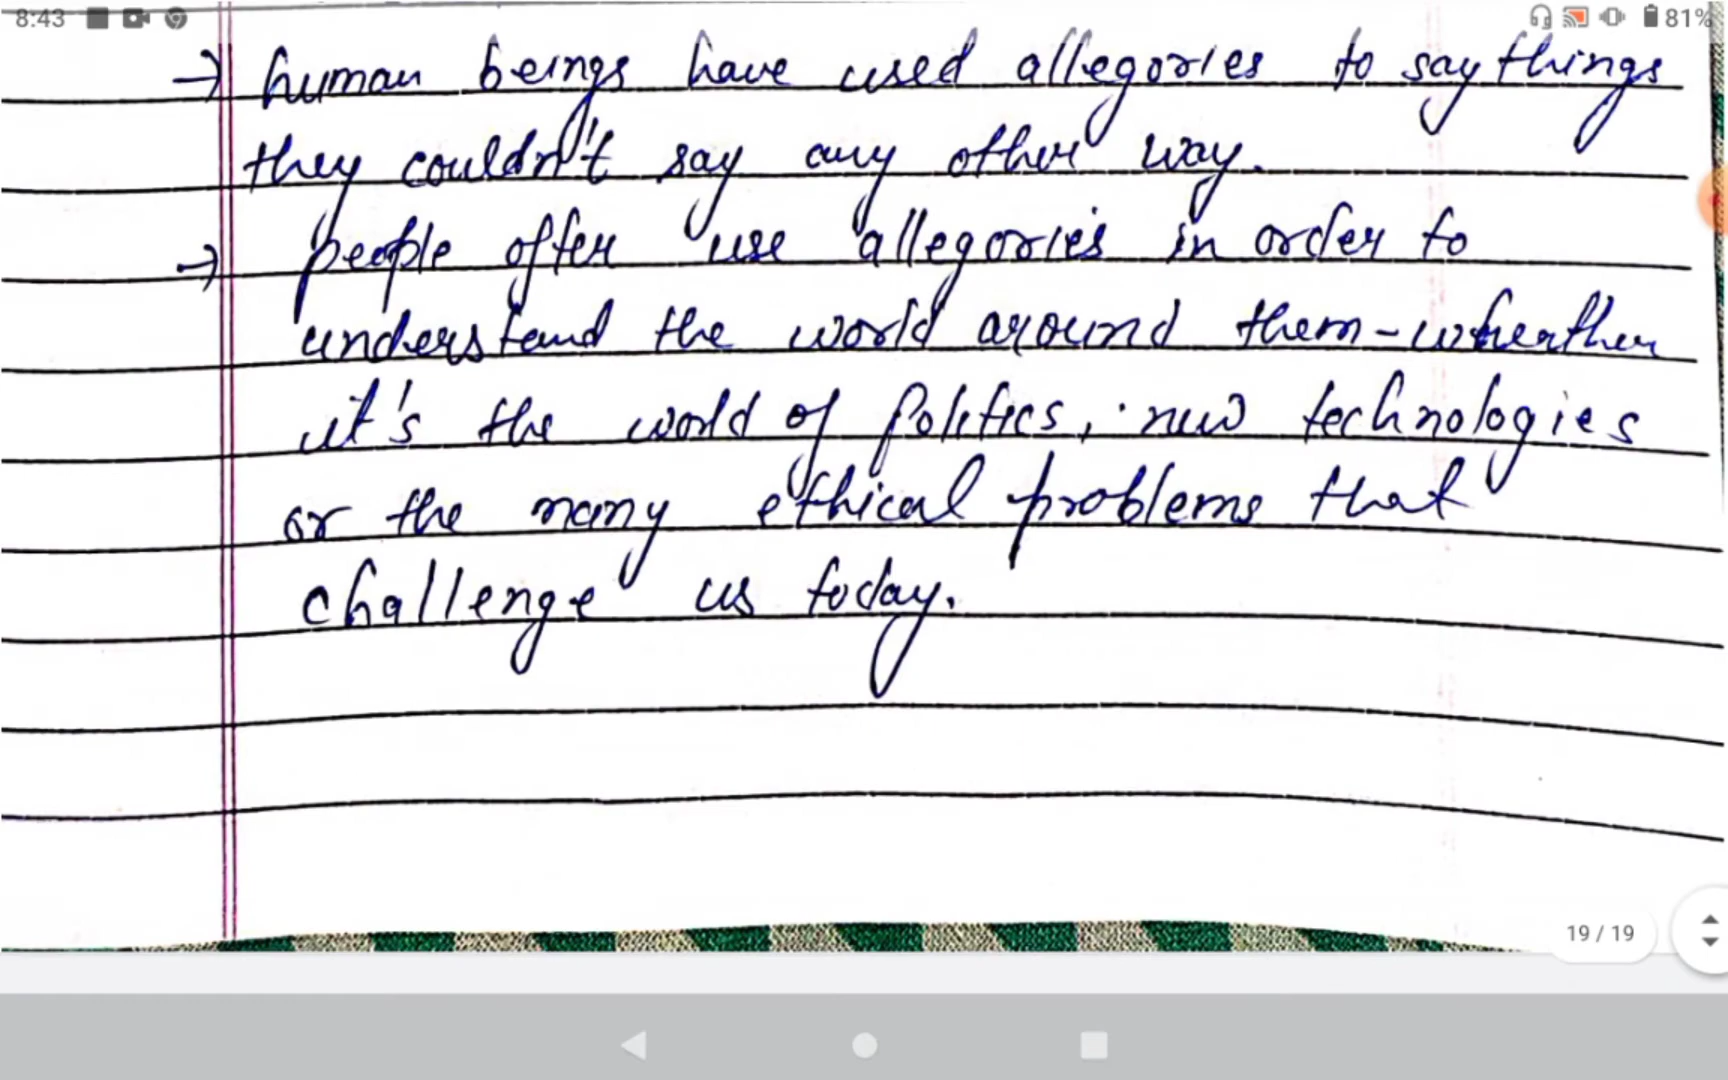 8:43
81%
→ human beings have used allegories to say things
they couldn't say any other way.
→ people often use allegories in order to
understand the world around them-wheather
it's the world of Politics, new technologies
or the many ethical problems that
challenge us today.
19 / 19